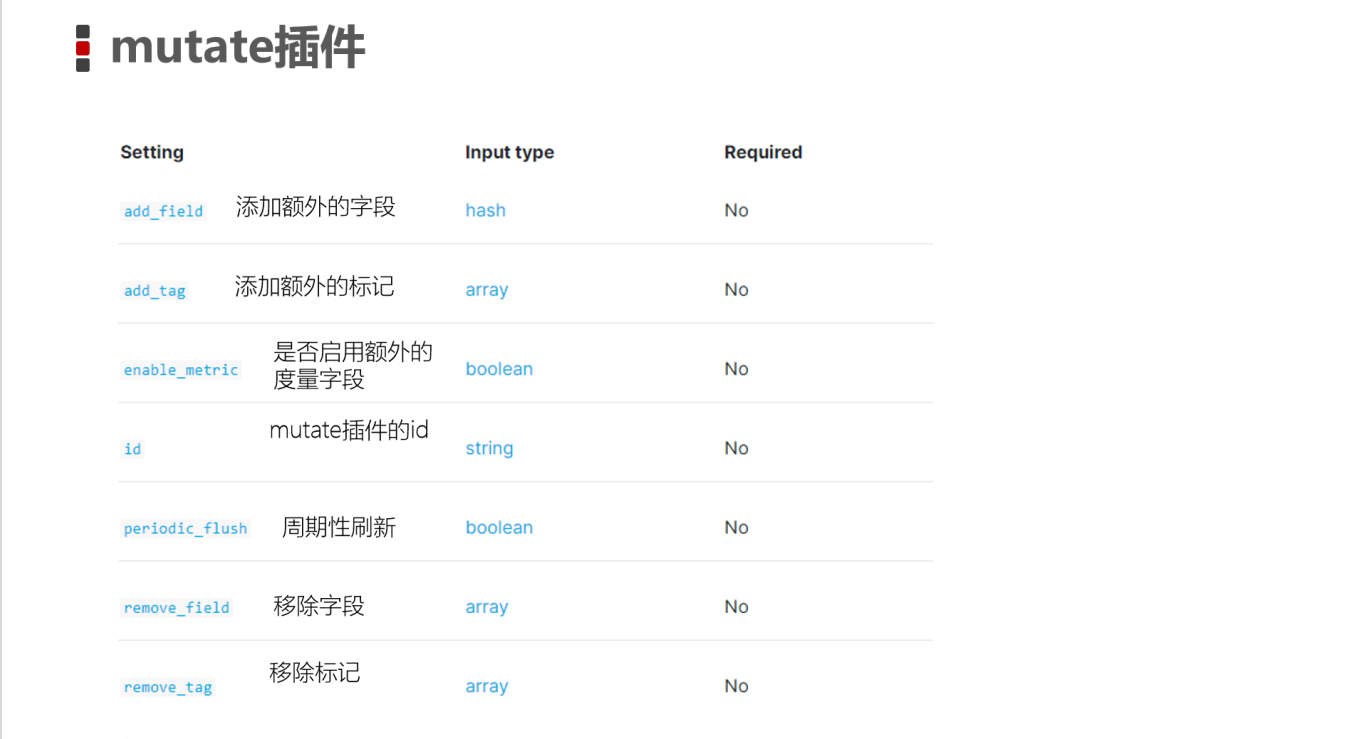 mutate插件
Setting Input type Required
add_field 添加额外的字段 hash No
add_tag 添加额外的标记 array No
enable_metric 是否启用额外的 boolean No
度量字段
id mutate插件的id string No
periodic_flush 周期性刷新 boolean No
remove_field 移除字段 array No
remove_tag 移除标记 array No